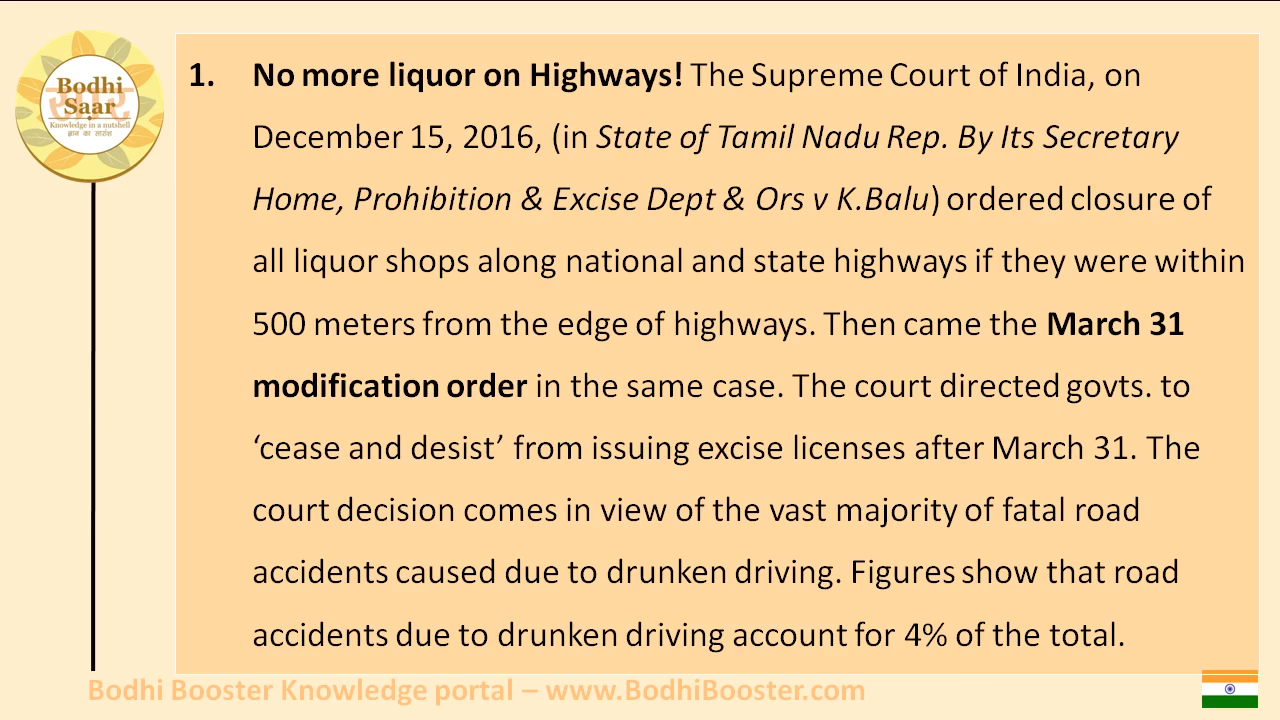 Bodhi
Saar
Knowledge in a nutshell
ज्ञान का सारांश
1. No more liquor on Highways! The Supreme Court of India, on
December 15, 2016, (in State of Tamil Nadu Rep. By Its Secretary
Home, Prohibition & Excise Dept & Ors v K.Balu) ordered closure of
all liquor shops along national and state highways if they were within
500 meters from the edge of highways. Then came the March 31
modification order in the same case. The court directed govts. to
‘cease and desist’ from issuing excise licenses after March 31. The
court decision comes in view of the vast majority of fatal road
accidents caused due to drunken driving. Figures show that road
accidents due to drunken driving account for 4% of the total.
Bodhi Booster Knowledge portal – www.BodhiBooster.com